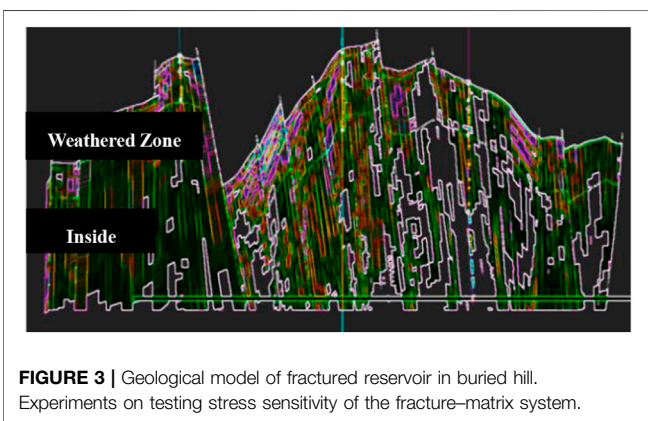 Weathered Zone
Inside
FIGURE 3 | Geological model of fractured reservoir in buried hill.
Experiments on testing stress sensitivity of the fracture–matrix system.